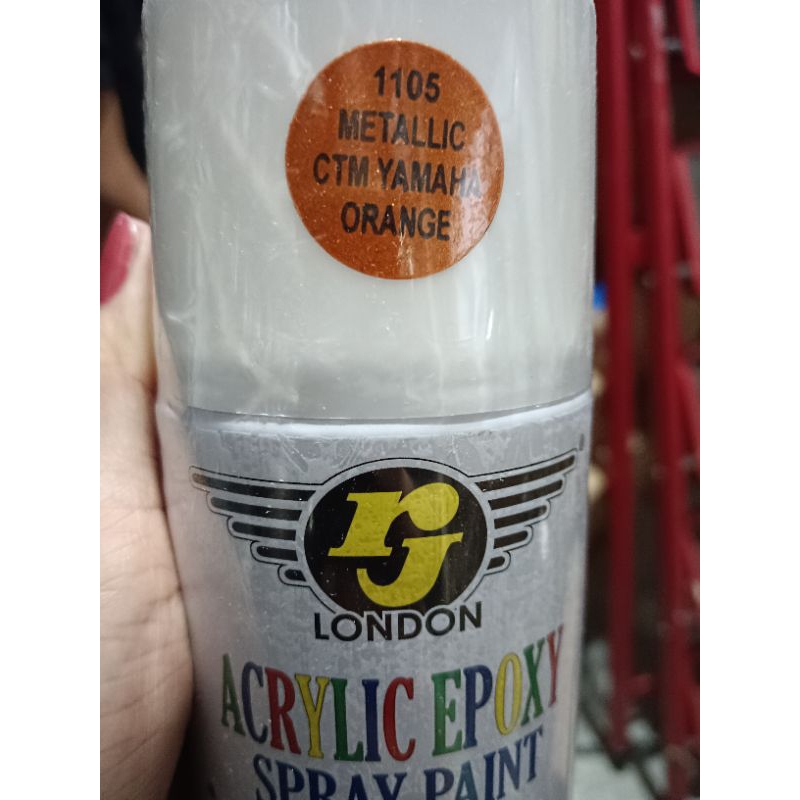 1105
METALLIC
CTM YAMAHA
ORANGE
rj
LONDON
ACRYLIC EPOXY
SPRAY PAINT